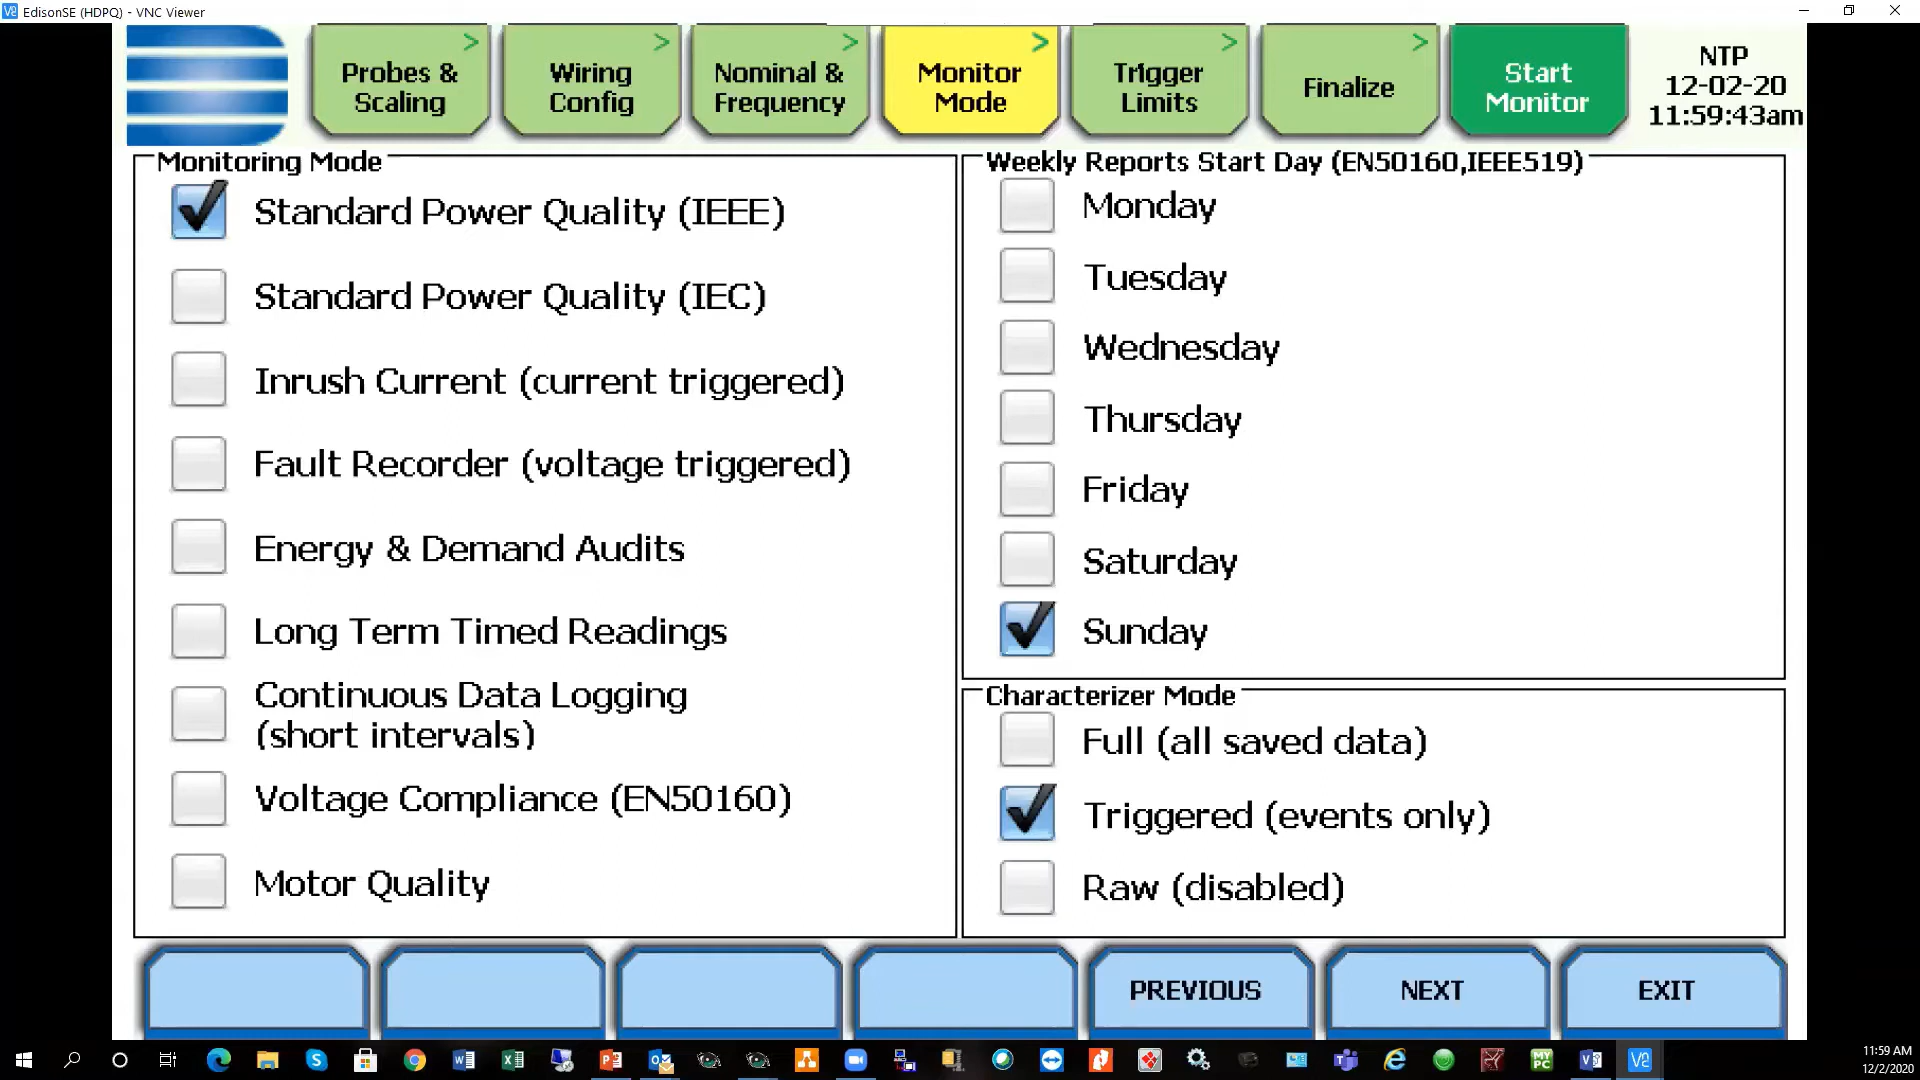 EdisonSE (HDPQ) - VNC Viewer
Probes &
Scaling
Wiring
Config
Nominal &
Frequency
Monitor
Mode
Trigger
Limits
Finalize
Start
Monitor
NTP
12-02-20
11:59:43am
Monitoring Mode
Standard Power Quality (IEEE)
Standard Power Quality (IEC)
Inrush Current (current triggered)
Fault Recorder (voltage triggered)
Energy & Demand Audits
Long Term Timed Readings
Continuous Data Logging
(short intervals)
Voltage Compliance (EN50160)
Motor Quality
Weekly Reports Start Day (EN50160,IEEE519)
Monday
Tuesday
Wednesday
Thursday
Friday
Saturday
Sunday
Characterizer Mode
Full (all saved data)
Triggered (events only)
Raw (disabled)
PREVIOUS
NEXT
EXIT
11:59 AM
12/2/2020